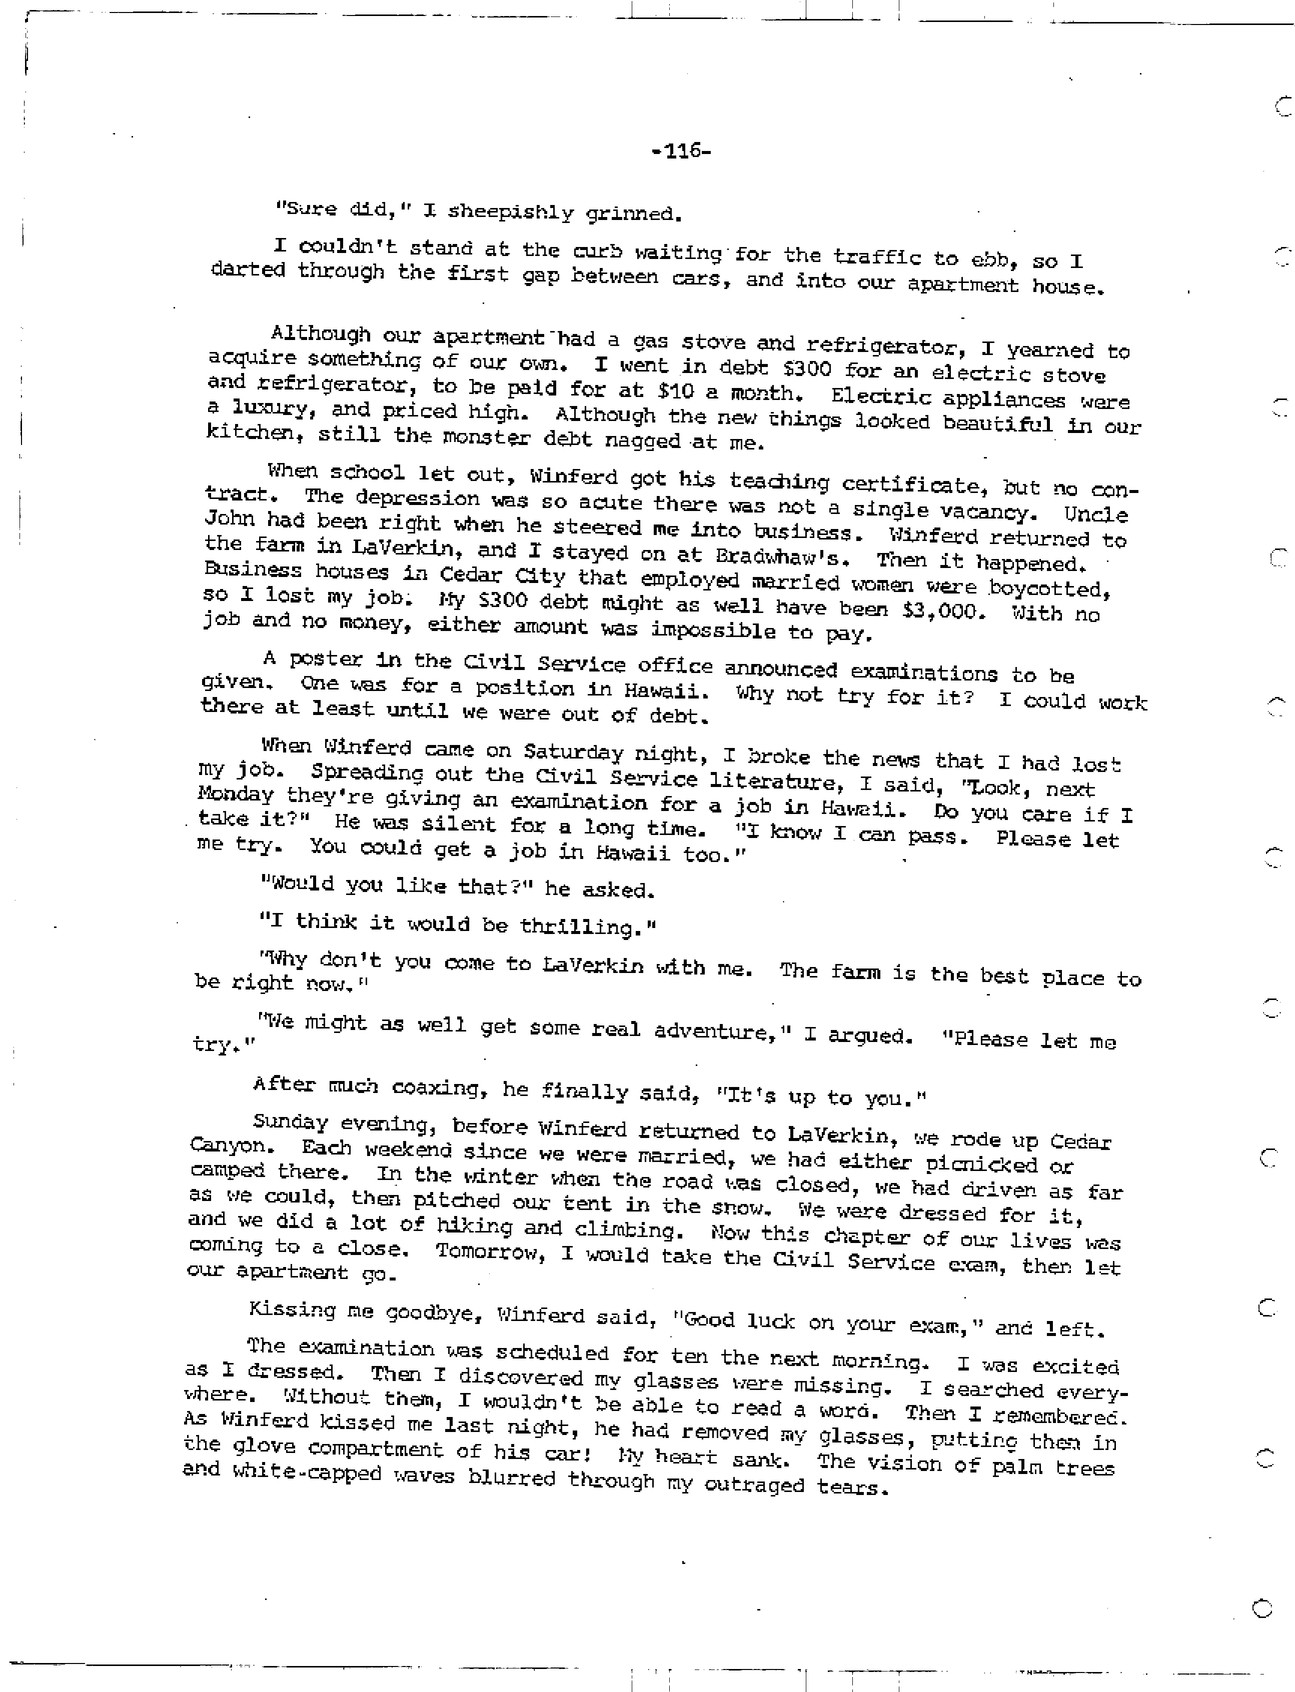 -116-
"Sure did," I sheepishly grinned.
I couldn't stand at the curb waiting for the traffic to ebb, so I
darted through the first gap between cars, and into our apartment house.
Although our apartment had a gas stove and refrigerator, I yearned to
acquire something of our own. I went in debt $300 for an electric stove
and refrigerator, to be paid for at $10 a month. Electric appliances were
a luxury, and priced high. Although the new things looked beautiful in our
kitchen, still the monster debt nagged at me.
When school let out, Winferd got his teaching certificate, but no con-
tract. The depression was so acute there was not a single vacancy. Uncle
John had been right when he steered me into business. Winferd returned to
the farm in LaVerkin, and I stayed on at Bradwhaw's. Then it happened.
Business houses in Cedar City that employed married women were boycotted,
so I lost my job. My $300 debt might as well have been $3,000. With no
job and no money, either amount was impossible to pay.
A poster in the Civil Service office announced examinations to be
given. One was for a position in Hawaii. Why not try for it? I could work
there at least until we were out of debt.
When Winferd came on Saturday night, I broke the news that I had lost
my job. Spreading out the Civil Service literature, I said, "Look, next
Monday they're giving an examination for a job in Hawaii. Do you care if I
take it?" He was silent for a long time. "I know I can pass. Please let
me try. You could get a job in Hawaii too."
"Would you like that?" he asked.
"I think it would be thrilling."
"Why don't you come to LaVerkin with me. The farm is the best place to
be right now."
"We might as well get some real adventure," I argued. "Please let me
try."
After much coaxing, he finally said, "It's up to you."
Sunday evening, before Winferd returned to LaVerkin, we rode up Cedar
Canyon. Each weekend since we were married, we had either picnicked or
camped there. In the winter when the road was closed, we had driven as far
as we could, then pitched our tent in the snow. We were dressed for it,
and we did a lot of hiking and climbing. Now this chapter of our lives was
coming to a close. Tomorrow, I would take the Civil Service exam, then let
our apartment go.
Kissing me goodbye, Winferd said, "Good luck on your exam," and left.
The examination was scheduled for ten the next morning. I was excited
as I dressed. Then I discovered my glasses were missing. I searched every-
where. Without them, I wouldn't be able to read a word. Then I remembered.
As Winferd kissed me last night, he had removed my glasses, putting them in
the glove compartment of his car! My heart sank. The vision of palm trees
and white-capped waves blurred through my outraged tears.